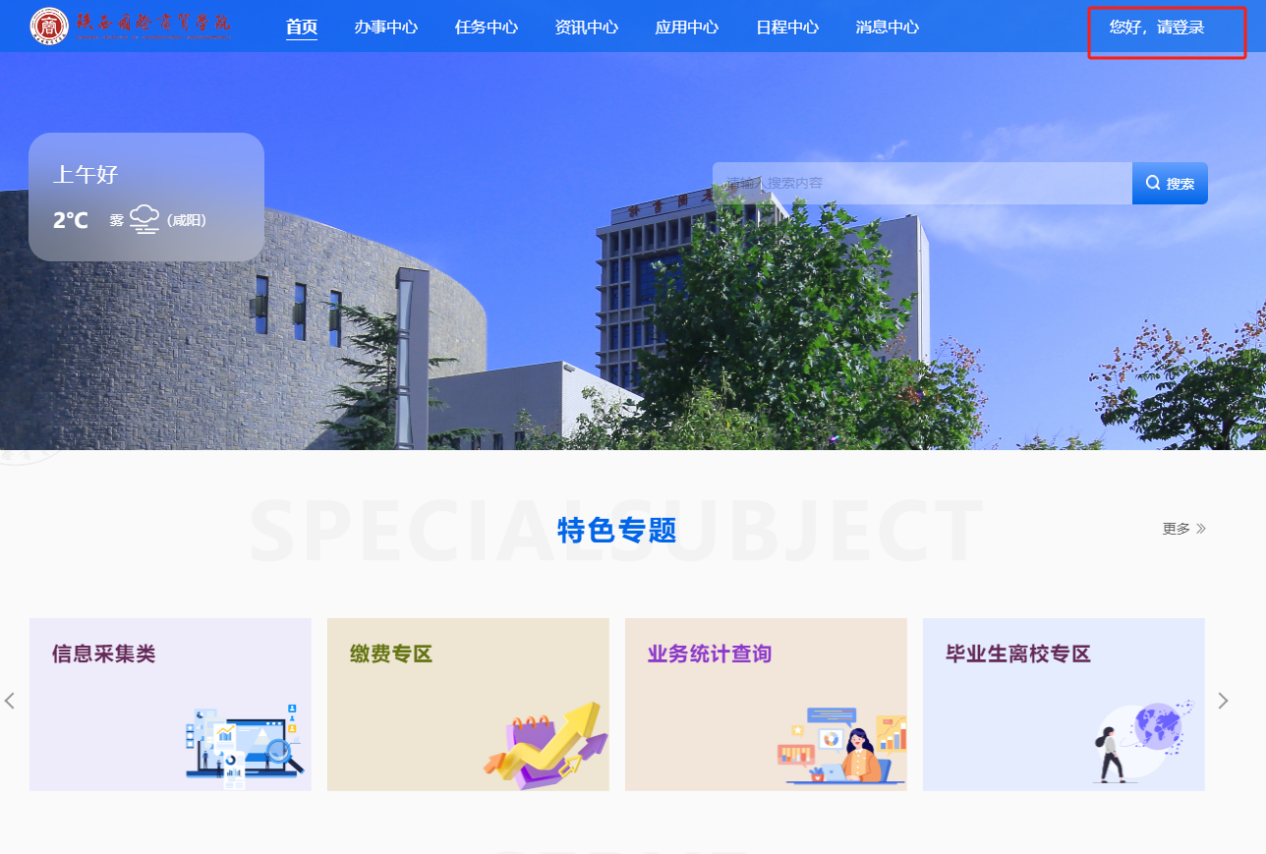 陕西国际商贸学院
首页 办事中心 任务中心 资讯中心 应用中心 日程中心 消息中心 您好，请登录
上午好
2°C 雾 (咸阳)
请输入搜索内容 搜索
SPECIALSUBJECT
特色专题
更多
信息采集类 缴费专区 业务统计查询 毕业生离校专区